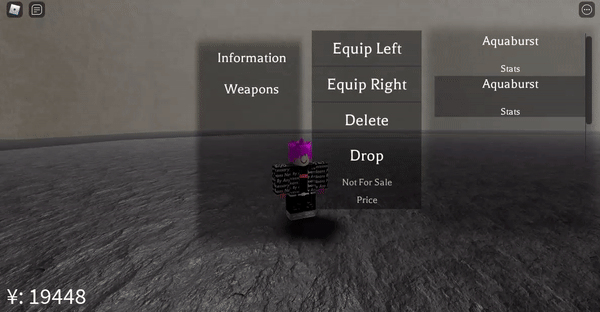 Information
Weapons
Equip Left
Equip Right
Delete
Drop
Not For Sale
Price
Aquaburst
Stats
Aquaburst
Stats
¥: 19448